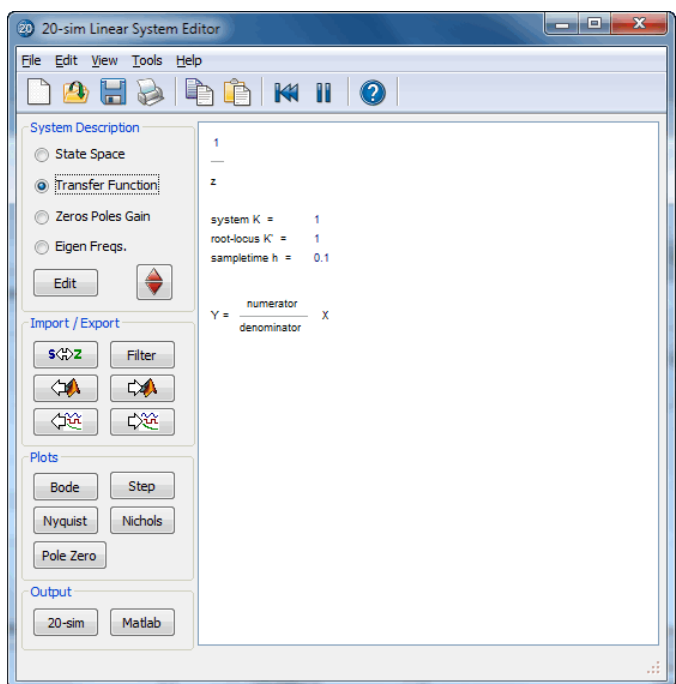 20 20-sim Linear System Editor
File Edit View Tools Help
System Description
State Space
Transfer Function
Zeros Poles Gain
Eigen Freqs.
Edit
Import / Export
S Z Filter
Plots
Bode Step
Nyquist Nichols
Pole Zero
Output
20-sim Matlab
1
z
system K = 1
root-locus K' = 1
sampletime h = 0.1
numerator
Y = X
denominator